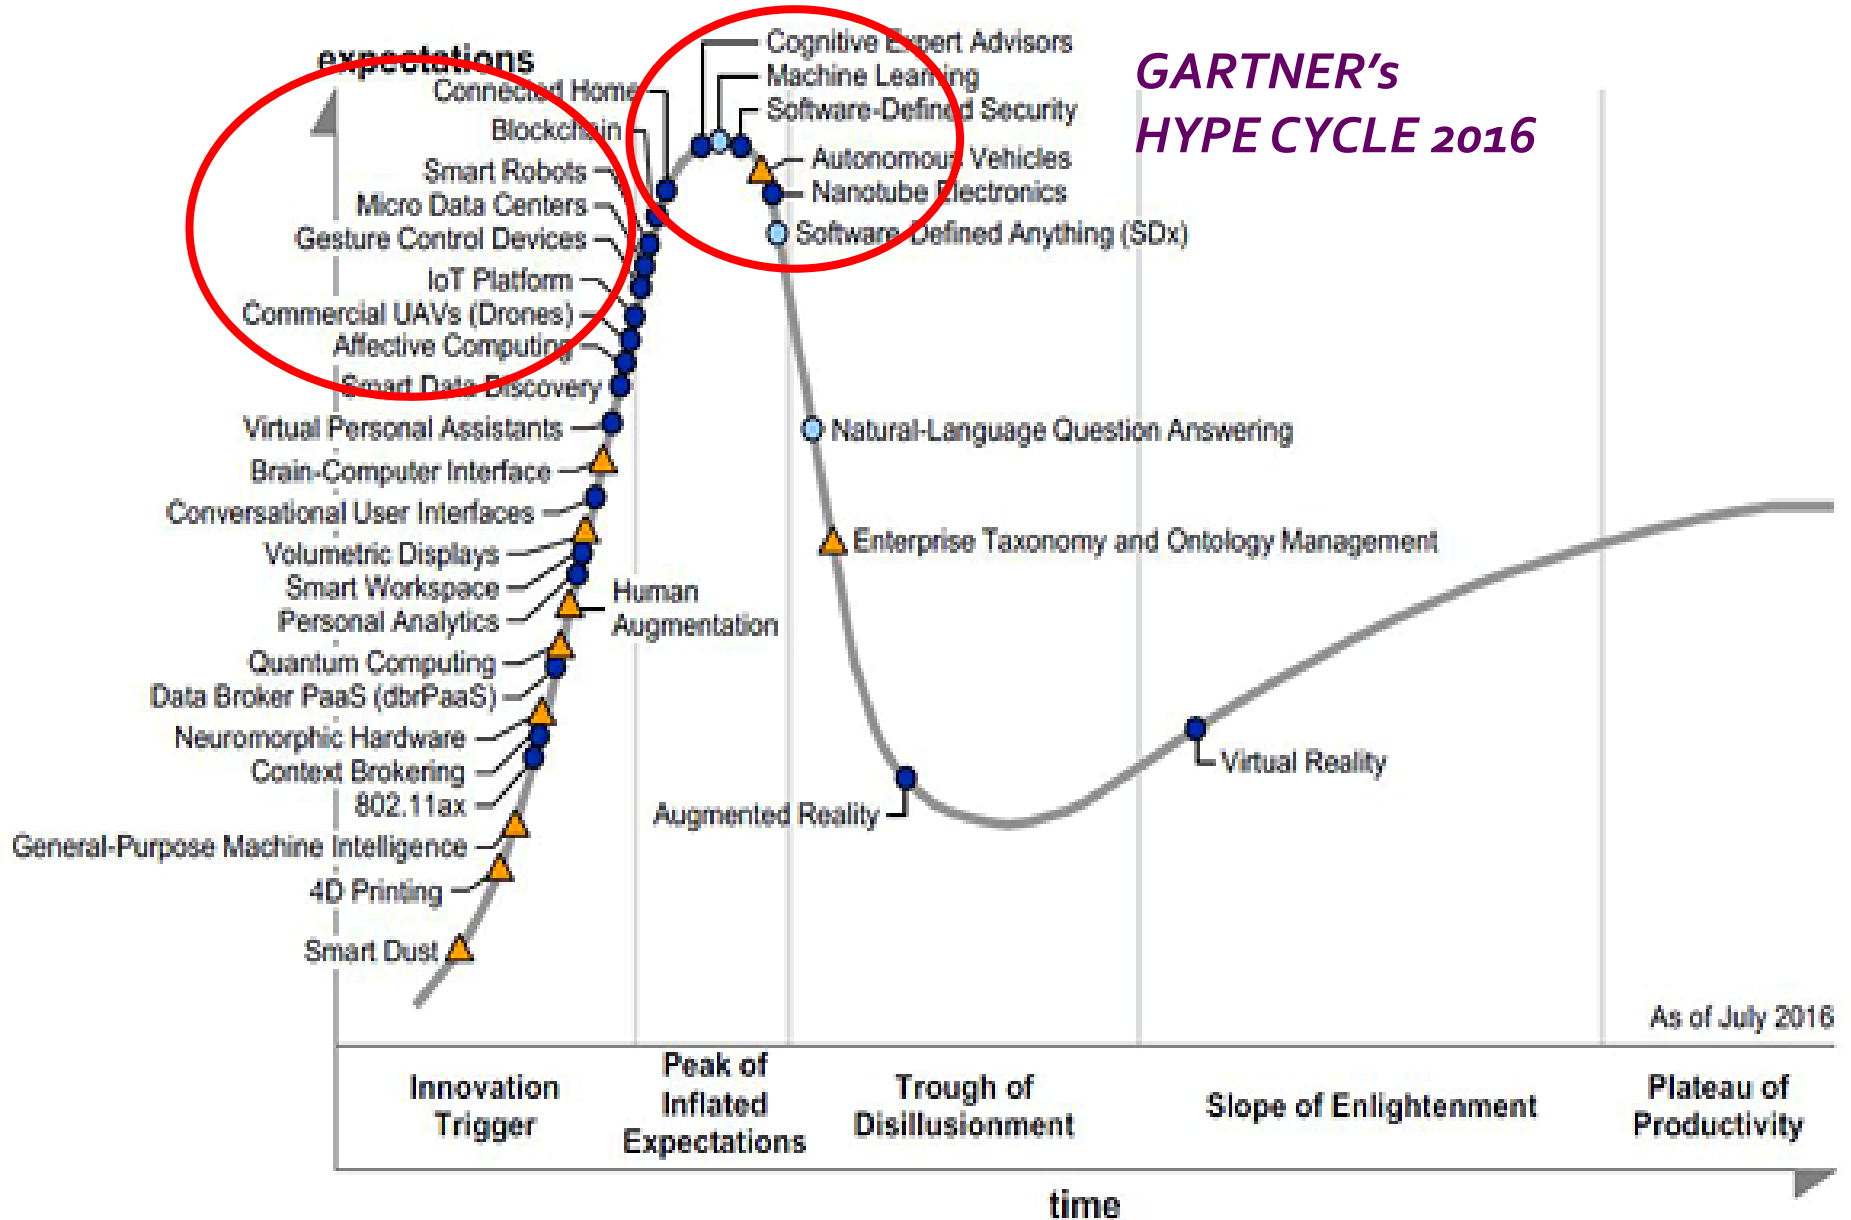 expectations
GARTNER's
HYPE CYCLE 2016
Cognitive Expert Advisors
Machine Learning
Software-Defined Security
Autonomous Vehicles
Nanotube Electronics
Software-Defined Anything (SDx)
Connected Home
Blockchain
Smart Robots
Micro Data Centers
Gesture Control Devices
IoT Platform
Commercial UAVs (Drones)
Affective Computing
Smart Data Discovery
Virtual Personal Assistants
Brain-Computer Interface
Conversational User Interfaces
Volumetric Displays
Smart Workspace
Personal Analytics
Human
Augmentation
Quantum Computing
Data Broker PaaS (dbrPaaS)
Neuromorphic Hardware
Context Brokering
802.11ax
General-Purpose Machine Intelligence
4D Printing
Smart Dust
Natural-Language Question Answering
Enterprise Taxonomy and Ontology Management
Augmented Reality
Virtual Reality
As of July 2016
Innovation
Trigger
Peak of
Inflated
Expectations
Trough of
Disillusionment
Slope of Enlightenment
Plateau of
Productivity
time